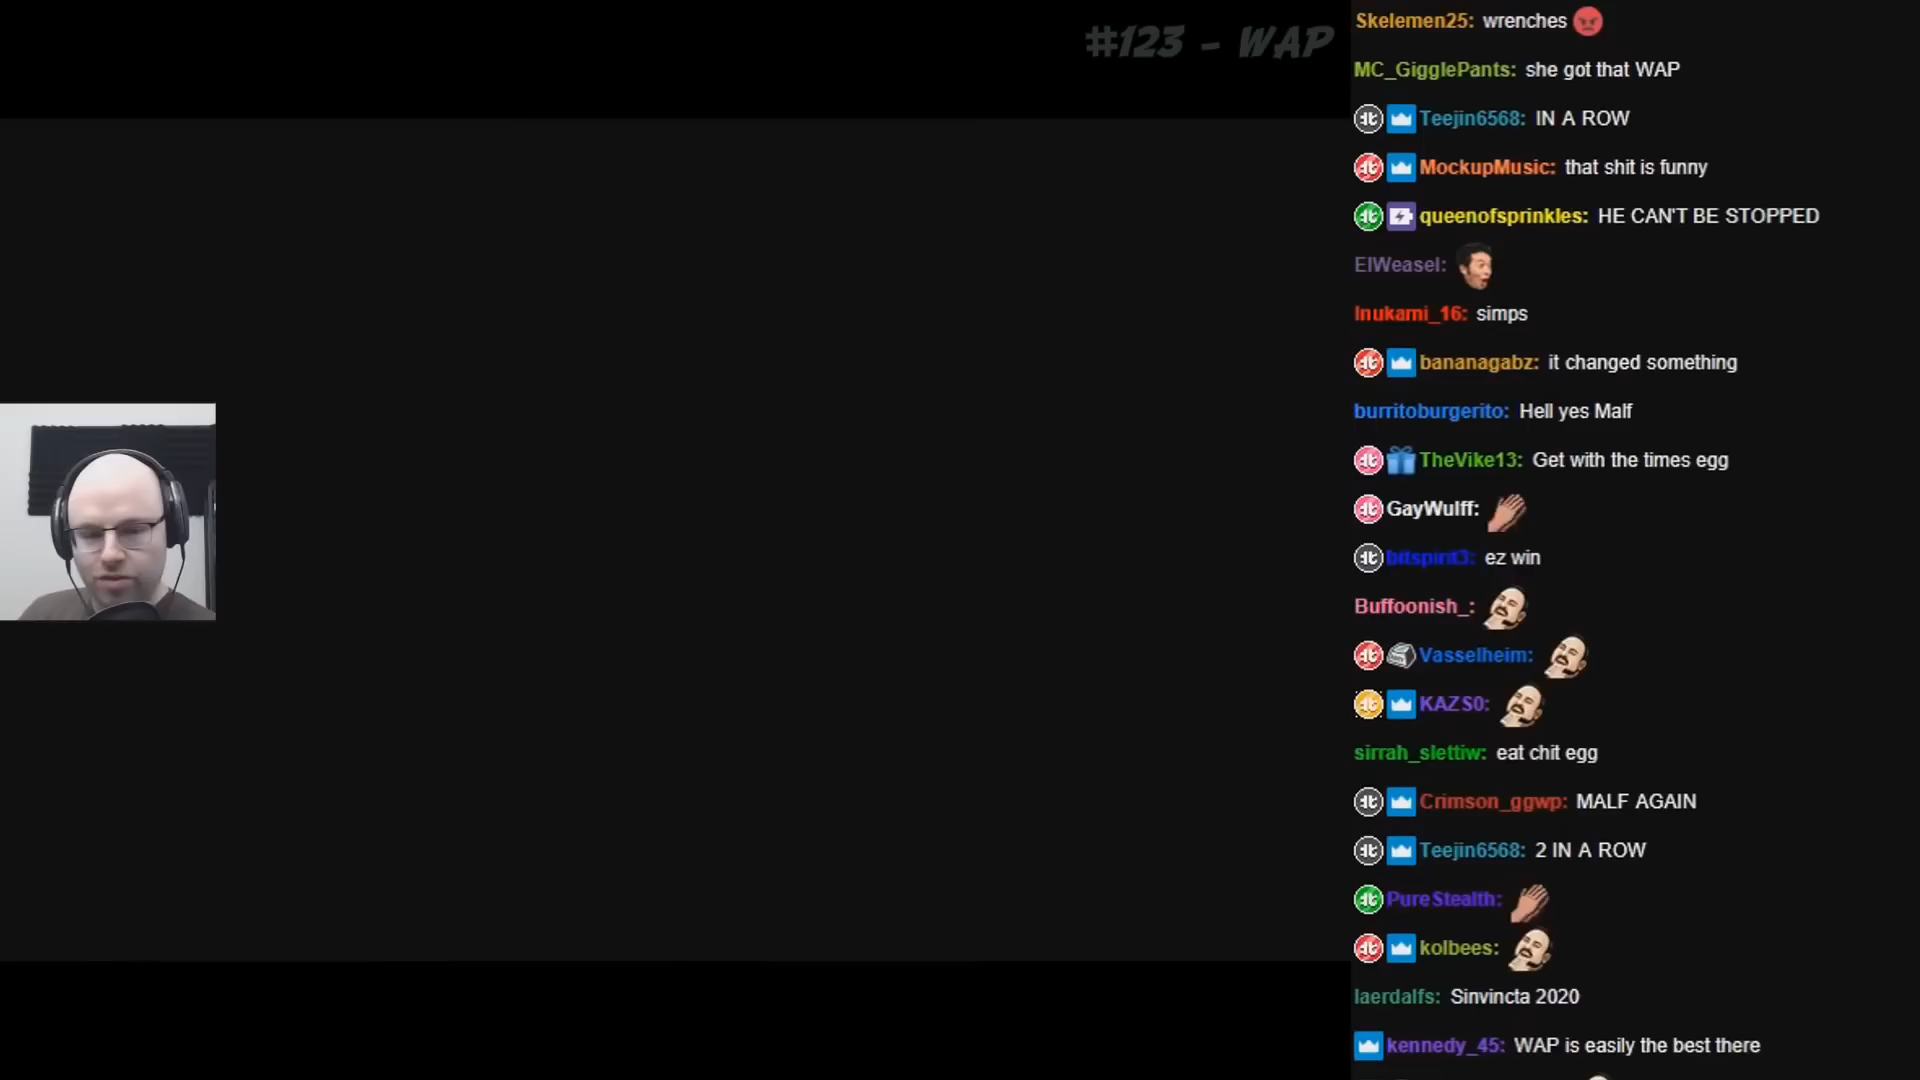 #123 - WAP
Skelemen25: wrenches
MC_GigglePants: she got that WAP
Teejin6568: IN A ROW
MockupMusic: that shit is funny
queenofsprinkles: HE CAN'T BE STOPPED
ElWeasel:
Inukami_16: simps
bananagabz: it changed something
burritoburgerito: Hell yes Malf
TheVike13: Get with the times egg
GayWulff:
bitspirit3: ez win
Buffoonish_:
Vasselheim:
KAZS0:
sirrah_slettiw: eat chit egg
Crimson_ggwp: MALF AGAIN
Teejin6568: 2 IN A ROW
PureStealth:
kolbees:
laerdalfs: Sinvincta 2020
kennedy_45: WAP is easily the best there